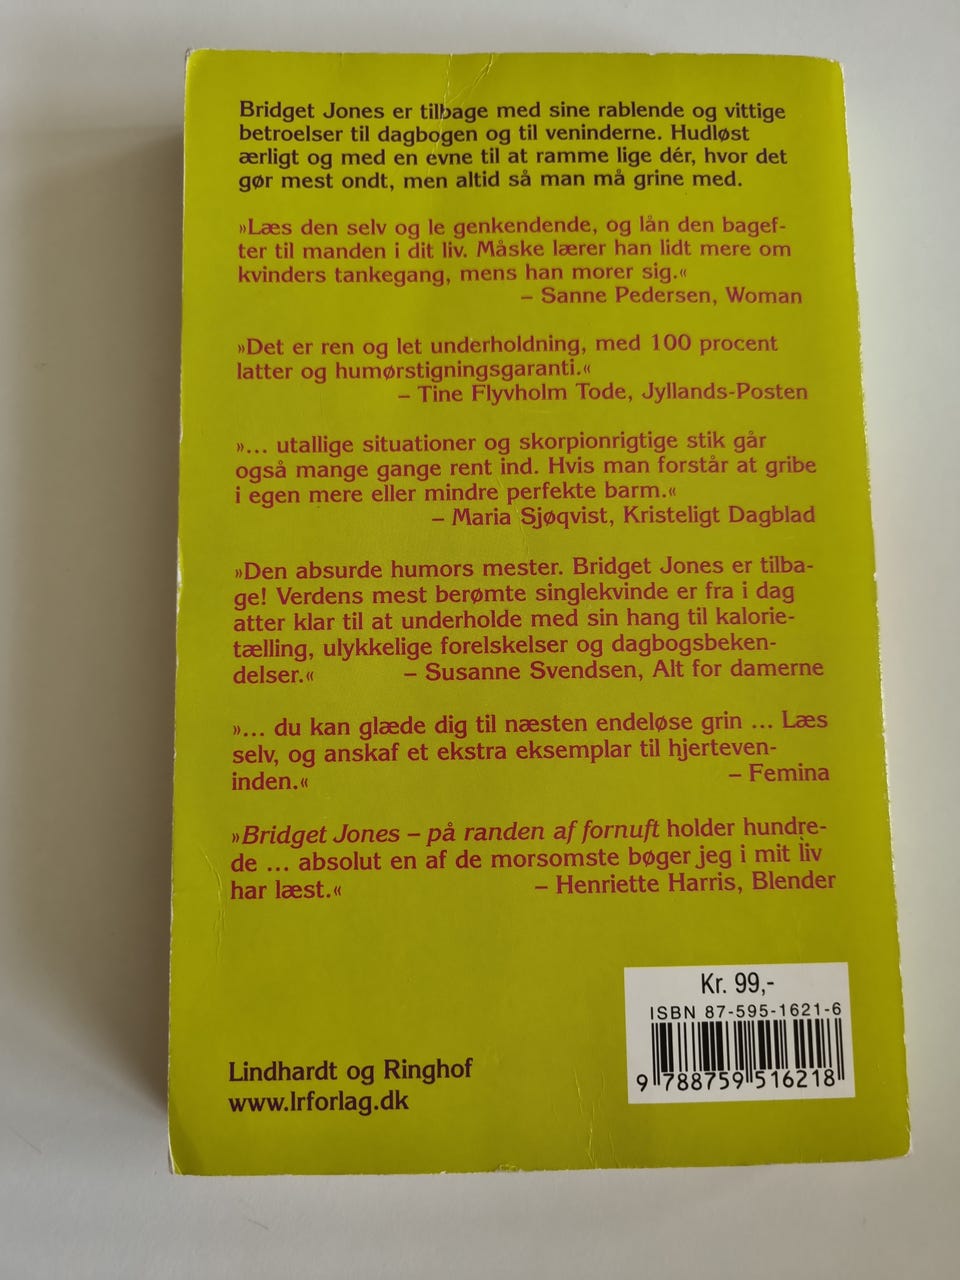 Bridget Jones er tilbage med sine rablende og vittige
betroelser til dagbogen og til veninderne. Hudløst
ærligt og med en evne til at ramme lige dér, hvor det
gør mest ondt, men altid så man må grine med.
»Læs den selv og le genkendende, og lån den bagef-
ter til manden i dit liv. Måske lærer han lidt mere om
kvinders tankegang, mens han morer sig.«
– Sanne Pedersen, Woman
»Det er ren og let underholdning, med 100 procent
latter og humørstigningsgaranti.«
– Tine Flyvholm Tode, Jyllands-Posten
»... utallige situationer og skorpionrigtige stik går
også mange gange rent ind. Hvis man forstår at gribe
i egen mere eller mindre perfekte barm.«
– Maria Sjøqvist, Kristeligt Dagblad
»Den absurde humors mester. Bridget Jones er tilba-
ge! Verdens mest berømte singlekvinde er fra i dag
atter klar til at underholde med sin hang til kalorie-
tælling, ulykkelige forelskelser og dagbogsbeken-
delser.« – Susanne Svendsen, Alt for damerne
»... du kan glæde dig til næsten endeløse grin ... Læs
selv, og anskaf et ekstra eksemplar til hjerteven-
inden.« – Femina
»Bridget Jones – på randen af fornuft holder hundre-
de ... absolut en af de morsomste bøger jeg i mit liv
har læst.« – Henriette Harris, Blender
Kr. 99,-
ISBN 87-595-1621-6
9 788759 516218
Lindhardt og Ringhof
www.lrforlag.dk